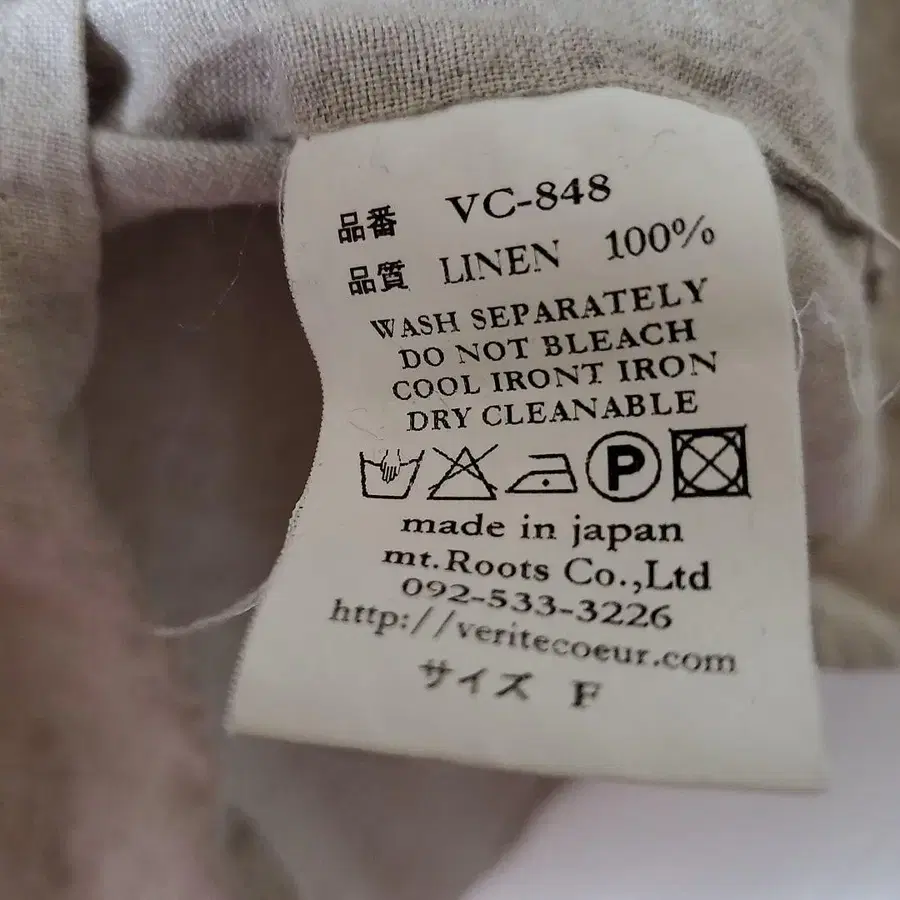 品番 VC-848
品質 LINEN 100%
WASH SEPARATELY
DO NOT BLEACH
COOL IRONT IRON
DRY CLEANABLE
P
made in japan
mt.Roots Co.,Ltd
092-533-3226
http://veritecoeur.com
サイズ F